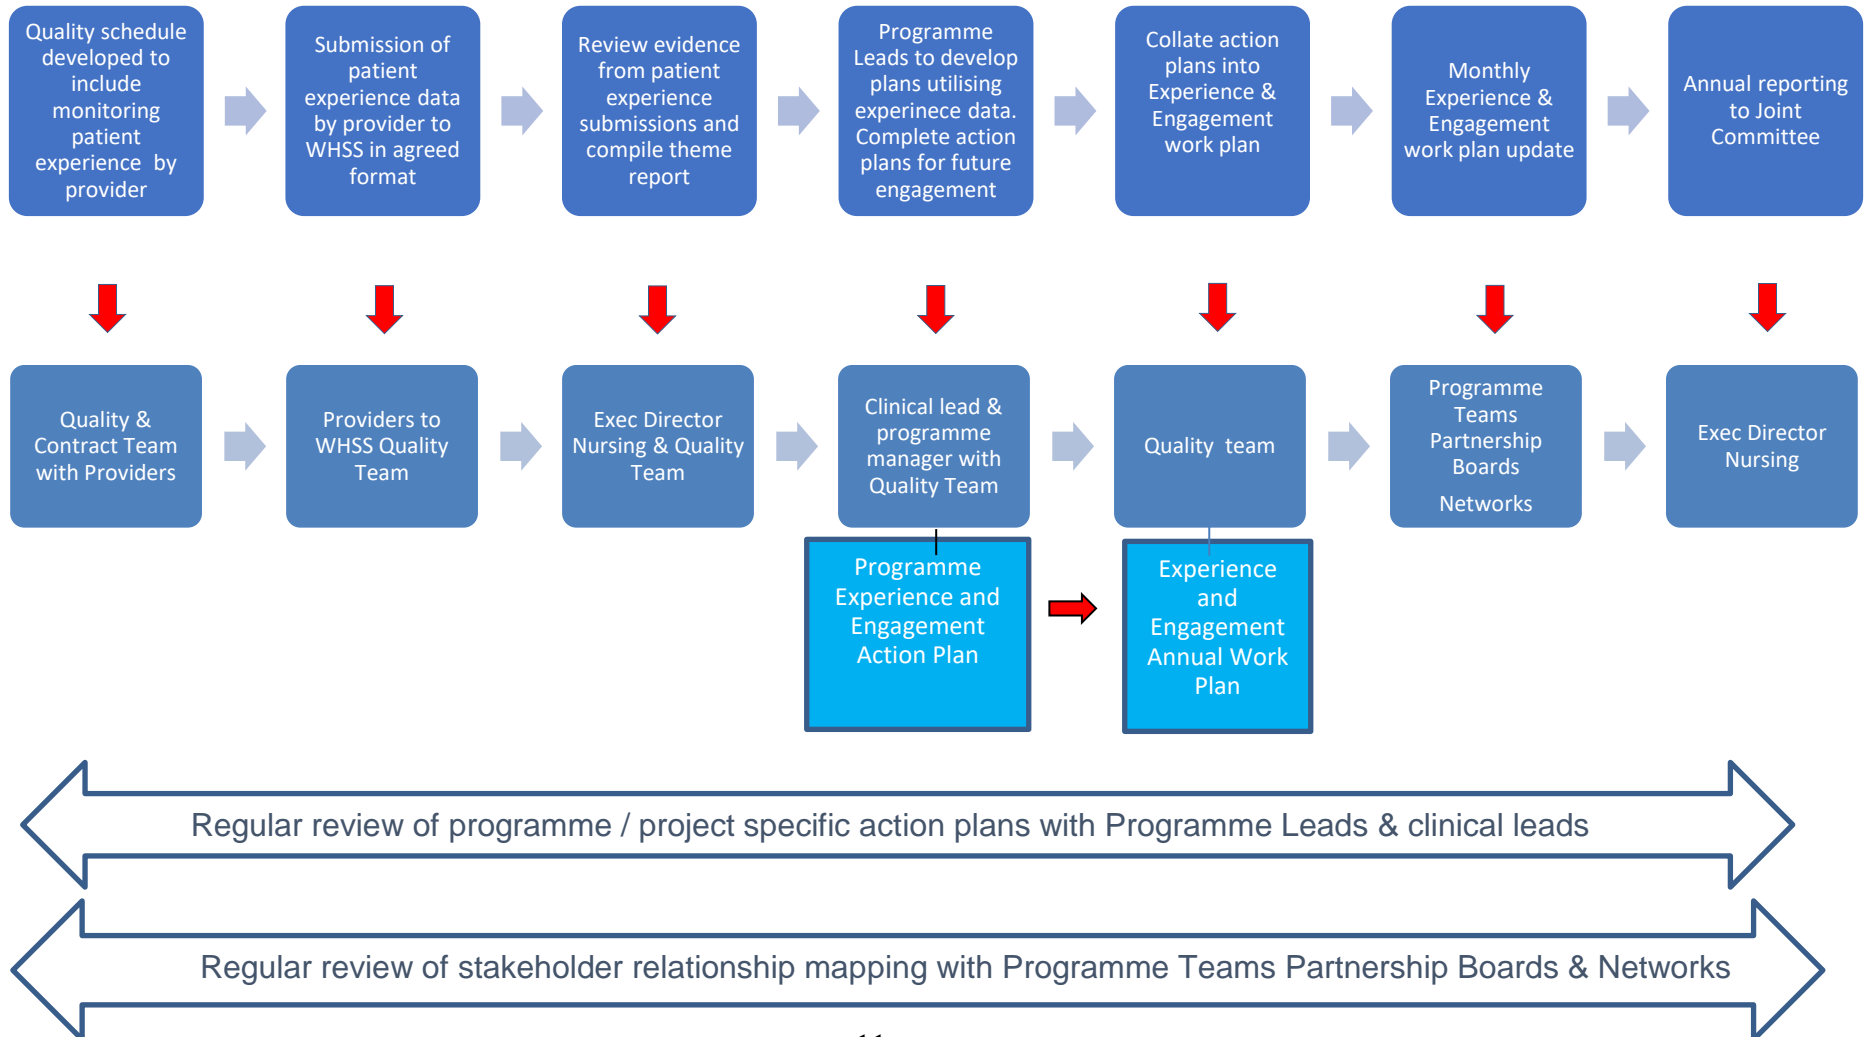 Quality schedule
developed to
include
monitoring
patient
experience by
provider
Submission of
patient
experience data
by provider to
WHSS in agreed
format
Review evidence
from patient
experience
submissions and
compile theme
report
Programme
Leads to develop
plans utilising
experinece data.
Complete action
plans for future
engagement
Collate action
plans into
Experience &
Engagement
work plan
Monthly
Experience &
Engagement
work plan update
Annual reporting
to Joint
Committee
Quality &
Contract Team
with Providers
Providers to
WHSS Quality
Team
Exec Director
Nursing & Quality
Team
Clinical lead &
programme
manager with
Quality Team
Quality team
Programme
Teams
Partnership
Boards
Networks
Exec Director
Nursing
Programme
Experience and
Engagement
Action Plan
Experience
and
Engagement
Annual Work
Plan
Regular review of programme / project specific action plans with Programme Leads & clinical leads
Regular review of stakeholder relationship mapping with Programme Teams Partnership Boards & Networks